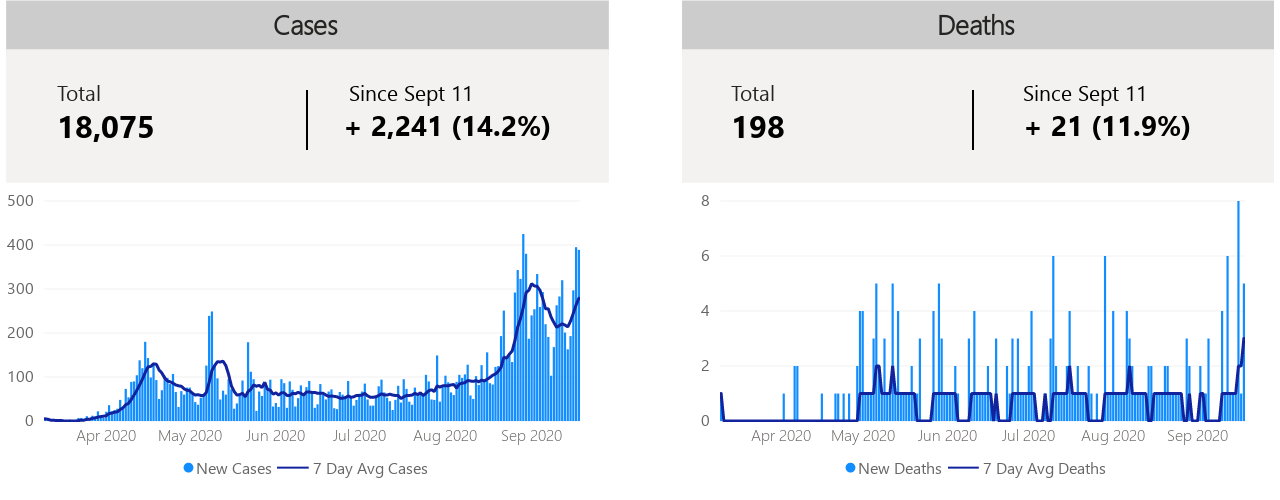 Cases
Total
18,075
Since Sept 11
+ 2,241 (14.2%)
500
400
300
200
100
0
Apr 2020 May 2020 Jun 2020 Jul 2020 Aug 2020 Sep 2020
New Cases 7 Day Avg Cases
Deaths
Total
198
Since Sept 11
+ 21 (11.9%)
8
6
4
2
0
Apr 2020 May 2020 Jun 2020 Jul 2020 Aug 2020 Sep 2020
New Deaths 7 Day Avg Deaths